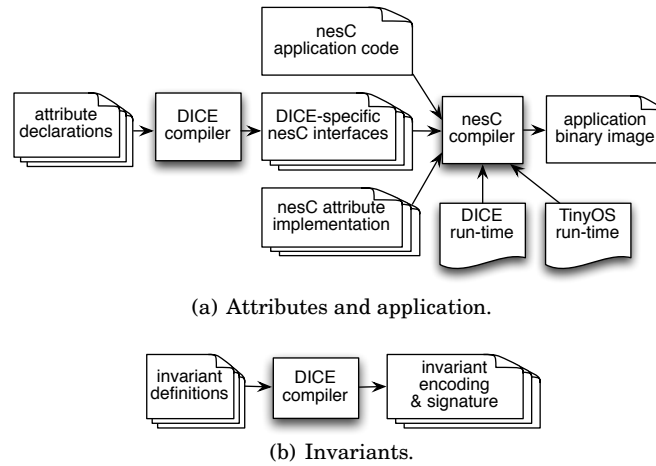 nesC
application code
attribute
declarations
DICE
compiler
DICE-specific
nesC interfaces
nesC
compiler
application
binary image
nesC attribute
implementation
DICE
run-time
TinyOS
run-time
(a) Attributes and application.
invariant
definitions
DICE
compiler
invariant
encoding
& signature
(b) Invariants.